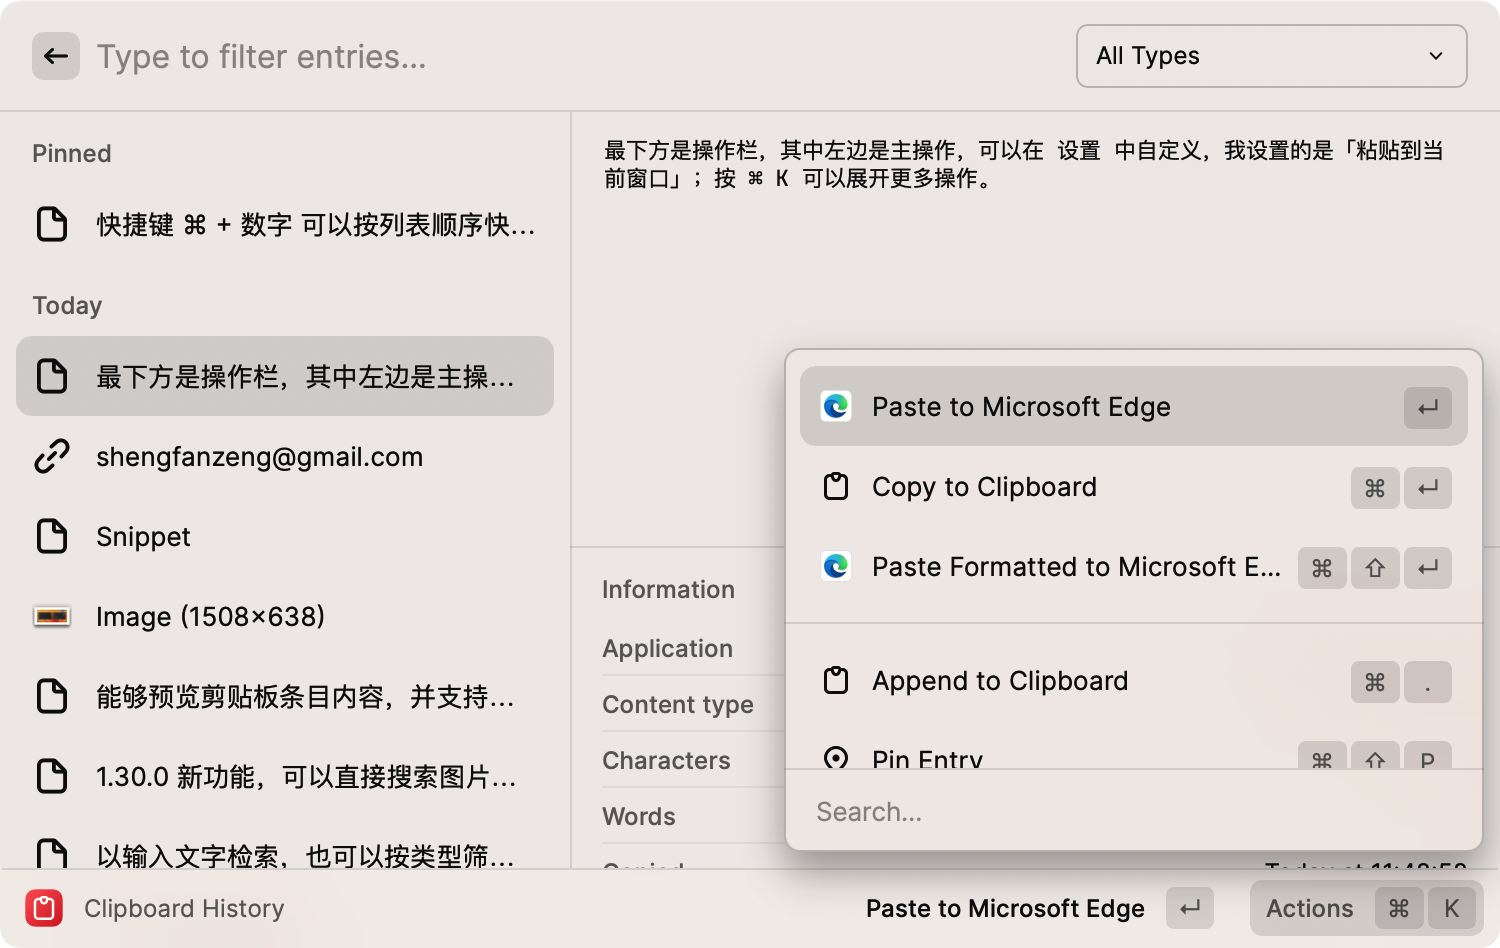 Type to filter entries...
All Types
Pinned
快捷键 ⌘ + 数字 可以按列表顺序快...
Today
最下方是操作栏，其中左边是主操...
shengfanzeng@gmail.com
Snippet
Image (1508×638)
能够预览剪贴板条目内容，并支持...
1.30.0 新功能，可以直接搜索图片...
以输入文字检索，也可以按类型筛...
最下方是操作栏，其中左边是主操作，可以在 设置 中自定义，我设置的是「粘贴到当
前窗口」；按 ⌘ K 可以展开更多操作。
Information
Application
Content type
Characters
Words
Copied
Paste to Microsoft Edge ↵
Copy to Clipboard ⌘ ↵
Paste Formatted to Microsoft E... ⌘ ⇧ ↵
Append to Clipboard ⌘ .
Pin Entry ⌘ ⇧ P
Search...
Clipboard History
Paste to Microsoft Edge ↵
Actions ⌘ K